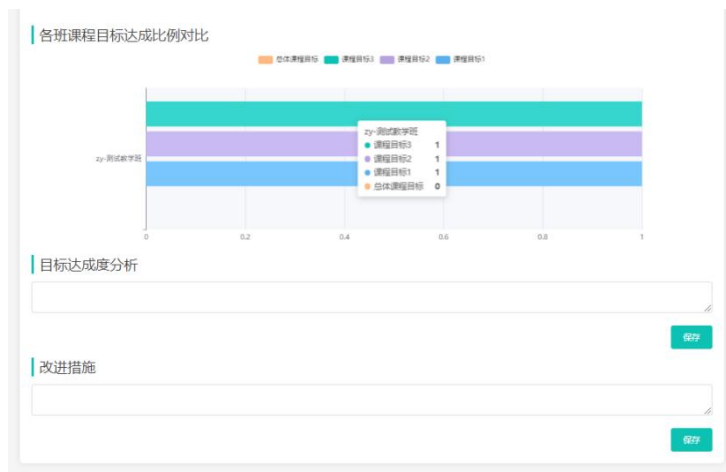 各班课程目标达成比例对比
总体课程目标 课程目标3 课程目标2 课程目标1
zy-测试教学班
课程目标3 1
课程目标2 1
课程目标1 1
总体课程目标 0
zy-测试教学班
0 0.2 0.4 0.6 0.8 1
目标达成度分析
保存
改进措施
保存